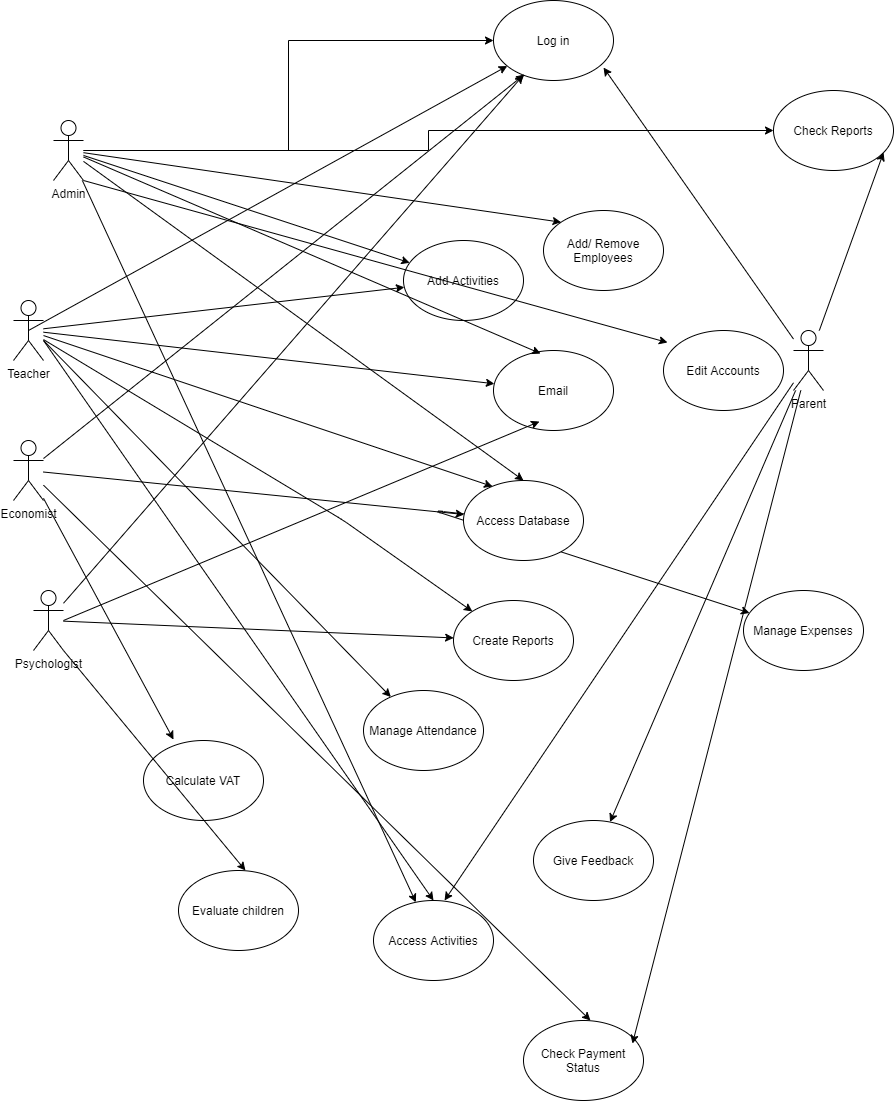 Log in
Check Reports
Admin
Add/ Remove
Employees
Add Activities
Teacher
Edit Accounts
Parent
Email
Economist
Access Database
Psychologist
Create Reports
Manage Expenses
Manage Attendance
Calculate VAT
Give Feedback
Evaluate children
Access Activities
Check Payment
Status